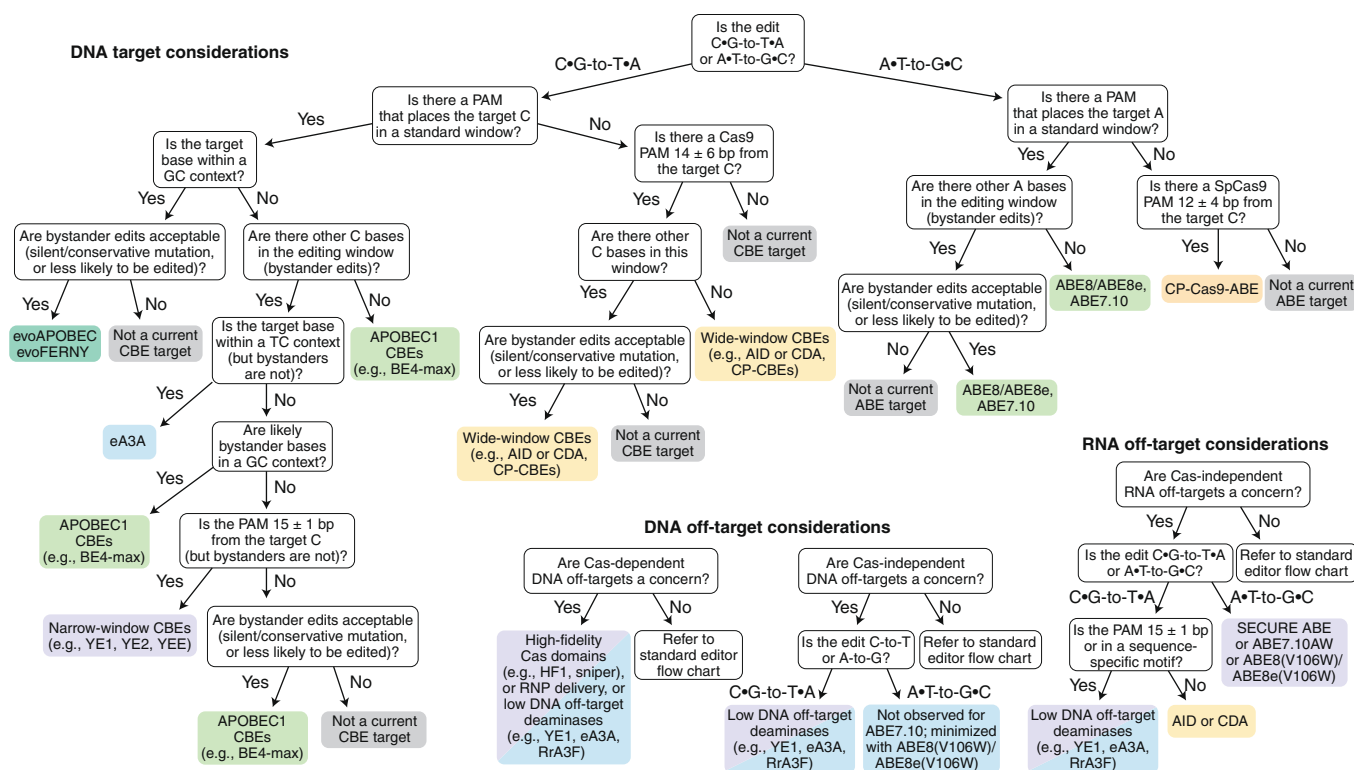 DNA target considerations
Is the edit
C•G-to-T•A
or A•T-to-G•C?
C•G-to-T•A
A•T-to-G•C
Is there a PAM
that places the target C
in a standard window?
Yes
No
Is the target
base within a
GC context?
Yes
No
Are bystander edits acceptable
(silent/conservative mutation,
or less likely to be edited)?
Yes
No
evoAPOBEC
evoFERNY
Not a current
CBE target
Are there other C bases
in the editing window
(bystander edits)?
Yes
No
Is the target base
within a TC context
(but bystanders
are not)?
APOBEC1
CBEs
(e.g., BE4-max)
Yes
No
eA3A
Are likely
bystander bases
in a GC context?
Yes
No
APOBEC1
CBEs
(e.g., BE4-max)
Is the PAM 15 ± 1 bp
from the target C
(but bystanders are not)?
Yes
No
Narrow-window CBEs
(e.g., YE1, YE2, YEE)
Are bystander edits acceptable
(silent/conservative mutation,
or less likely to be edited)?
Yes
No
APOBEC1
CBEs
(e.g., BE4-max)
Not a current
CBE target
Is there a Cas9
PAM 14 ± 6 bp from
the target C?
Yes
No
Are there other
C bases in this
window?
Not a current
CBE target
Yes
No
Are bystander edits acceptable
(silent/conservative mutation,
or less likely to be edited)?
Wide-window CBEs
(e.g., AID or CDA,
CP-CBEs)
Yes
No
Wide-window CBEs
(e.g., AID or CDA,
CP-CBEs)
Not a current
CBE target
Is there a PAM
that places the target A
in a standard window?
Yes
No
Are there other A bases
in the editing window
(bystander edits)?
Yes
No
Are bystander edits acceptable
(silent/conservative mutation,
or less likely to be edited)?
ABE8/ABE8e,
ABE7.10
No
Yes
Not a current
ABE target
ABE8/ABE8e,
ABE7.10
Is there a SpCas9
PAM 12 ± 4 bp from
the target C?
Yes
No
CP-Cas9-ABE
Not a current
ABE target
DNA off-target considerations
Are Cas-dependent
DNA off-targets a concern?
Yes
No
High-fidelity
Cas domains
(e.g., HF1, sniper),
or RNP delivery, or
low DNA off-target
deaminases
(e.g., YE1, eA3A,
RrA3F)
Refer to
standard editor
flow chart
Are Cas-independent
DNA off-targets a concern?
Yes
No
Is the edit C-to-T
or A-to-G?
Refer to standard
editor flow chart
C•G-to-T•A
A•T-to-G•C
Low DNA off-target
deaminases
(e.g., YE1, eA3A,
RrA3F)
Not observed for
ABE7.10; minimized
with ABE8(V106W)/
ABE8e(V106W)
RNA off-target considerations
Are Cas-independent
RNA off-targets a concern?
Yes
No
Is the edit C•G-to-T•A
or A•T-to-G•C?
Refer to standard
editor flow chart
C•G-to-T•A
A•T-to-G•C
Is the PAM 15 ± 1 bp
or in a sequence-
specific motif?
SECURE ABE
or ABE7.10AW
or ABE8(V106W)/
ABE8e(V106W)
Yes
No
Low DNA off-target
deaminases
(e.g., YE1, eA3A,
RrA3F)
AID or CDA